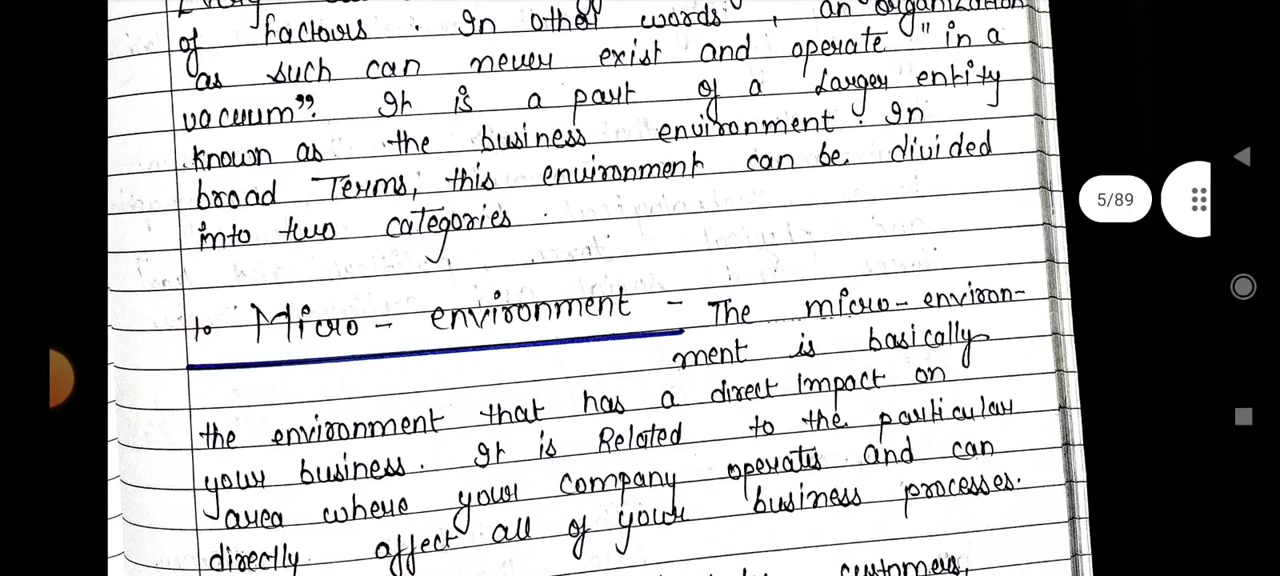 of factors. In other words, an organization
as such can never exist and operate "in a
vacuum". It is a part of a larger entity
known as the business environment. In
broad Terms, this environment can be divided
into two categories.
5/89
1. Micro - environment - The micro-environ-
ment is basically
the environment that has a direct impact on
your business. It is Related to the particular
area where your company operates and can
directly affect all of your business processes.
customers,